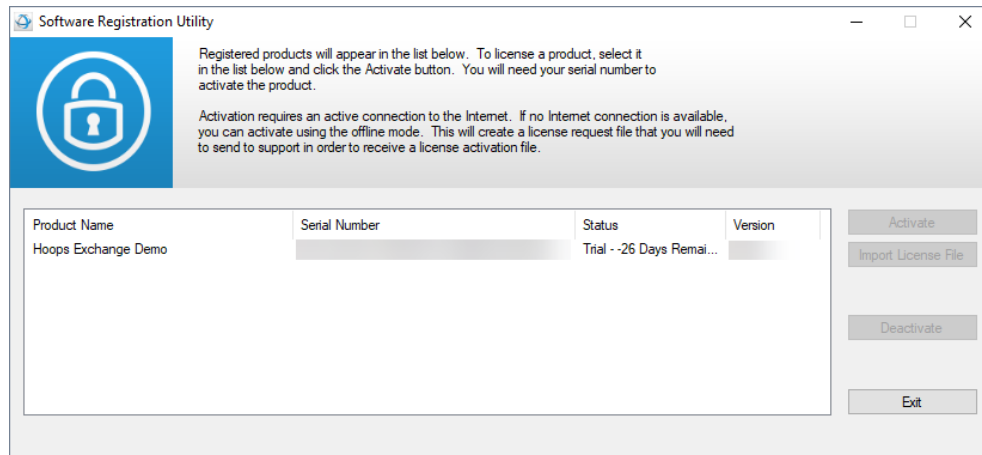 Software Registration Utility
Registered products will appear in the list below. To license a product, select it
in the list below and click the Activate button. You will need your serial number to
activate the product.
Activation requires an active connection to the Internet. If no Internet connection is available,
you can activate using the offline mode. This will create a license request file that you will need
to send to support in order to receive a license activation file.
Product Name Serial Number Status Version
Hoops Exchange Demo Trial - -26 Days Remai...
Activate
Import License File
Deactivate
Exit